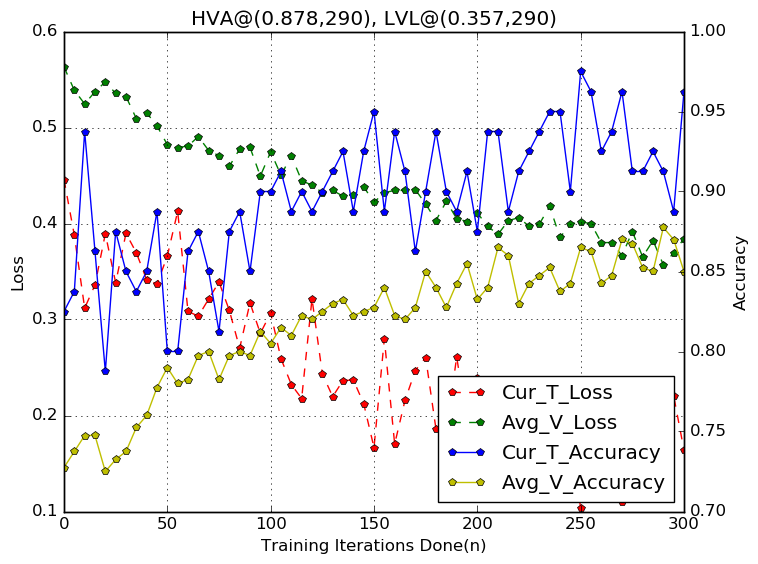 HVA@(0.878,290), LVL@(0.357,290)
0.6
0.5
0.4
0.3
0.2
0.1
Loss
1.00
0.95
0.90
0.85
0.80
0.75
0.70
Accuracy
Cur_T_Loss
Avg_V_Loss
Cur_T_Accuracy
Avg_V_Accuracy
0 50 100 150 200 250 300
Training Iterations Done(n)